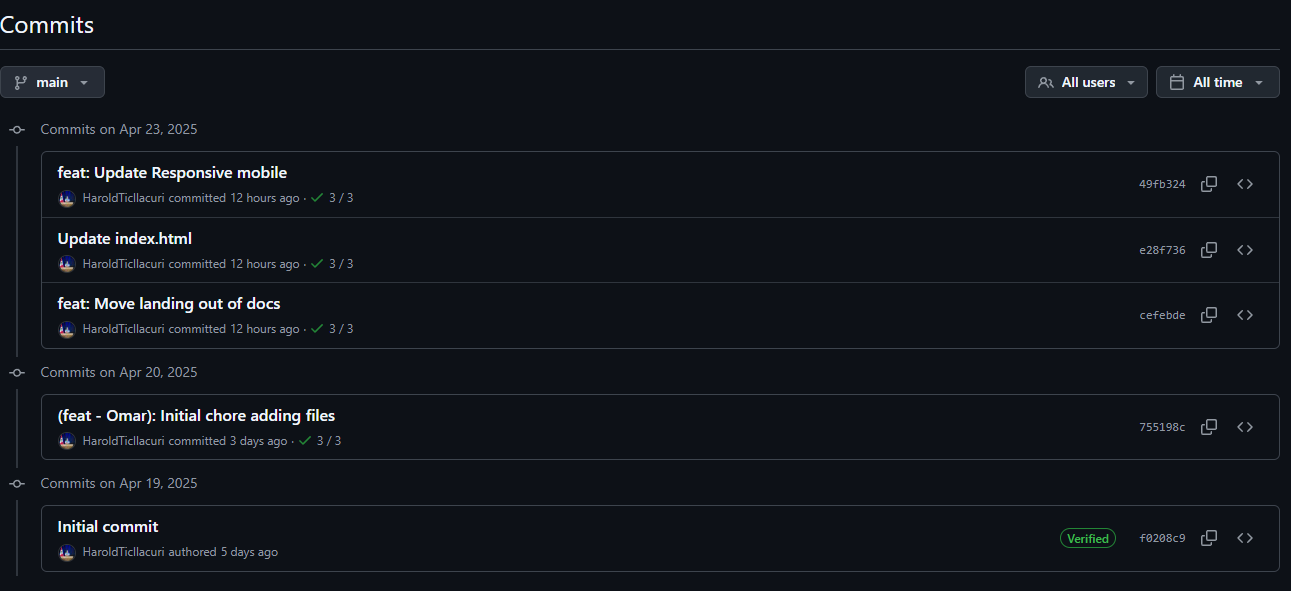 Commits
main
All users
All time
Commits on Apr 23, 2025
feat: Update Responsive mobile
49fb324
HaroldTicllacuri committed 12 hours ago · 3 / 3
Update index.html
e28f736
HaroldTicllacuri committed 12 hours ago · 3 / 3
feat: Move landing out of docs
cefebde
HaroldTicllacuri committed 12 hours ago · 3 / 3
Commits on Apr 20, 2025
(feat - Omar): Initial chore adding files
755198c
HaroldTicllacuri committed 3 days ago · 3 / 3
Commits on Apr 19, 2025
Initial commit
Verified
f0208c9
HaroldTicllacuri authored 5 days ago